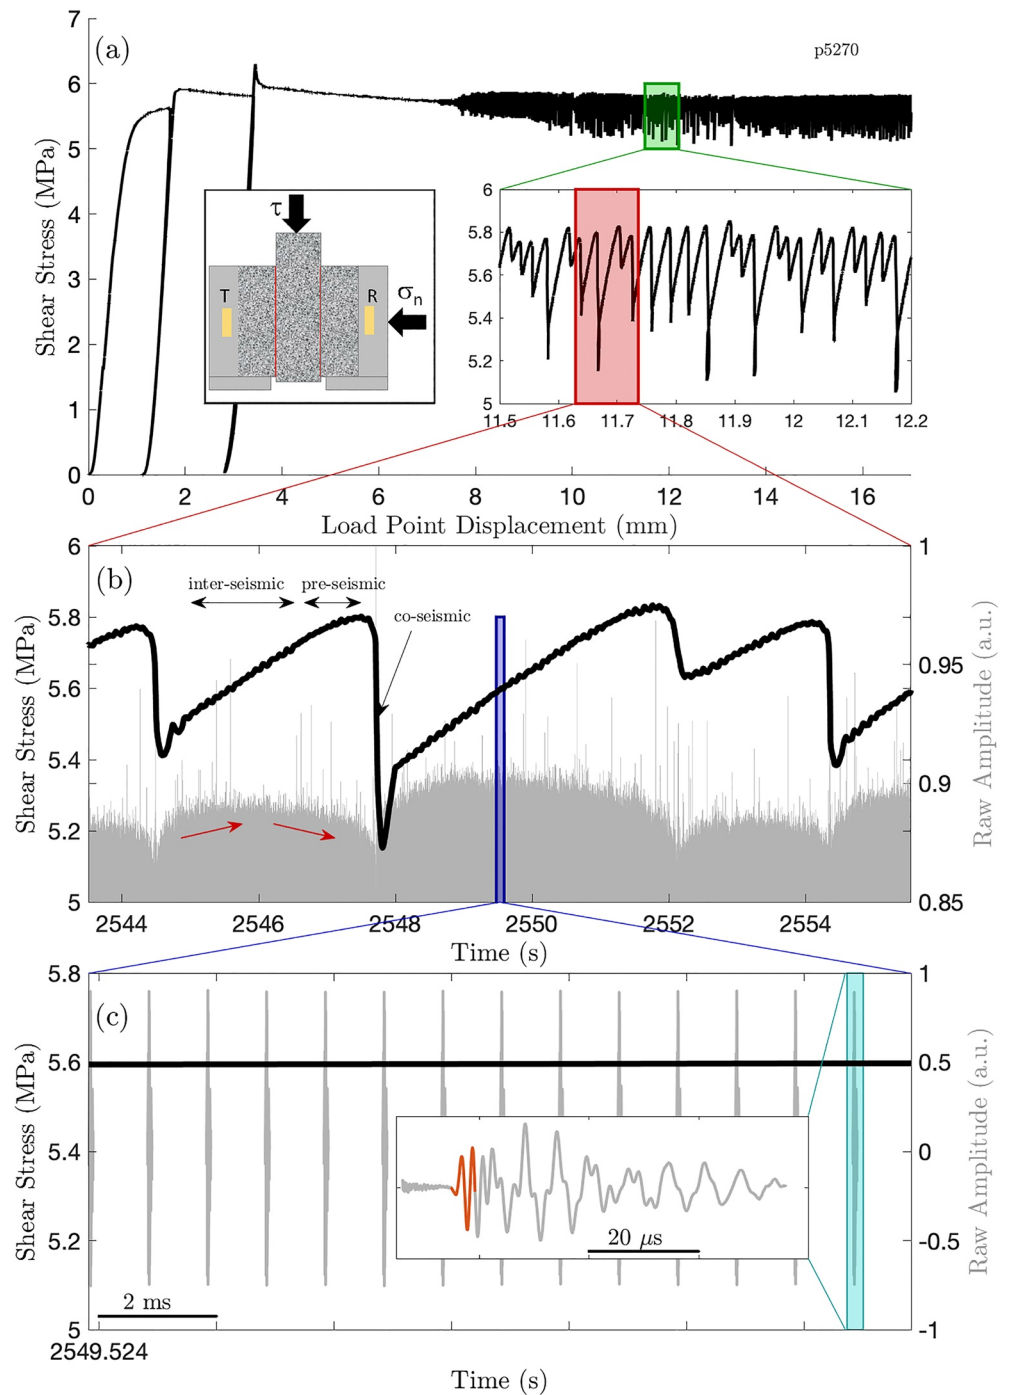 (a)
p5270
Shear Stress (MPa)
7
6
5
4
3
2
1
0
τ
T
R
σn
6
5.8
5.6
5.4
5.2
5
11.5 11.6 11.7 11.8 11.9 12 12.1 12.2
0 2 4 6 8 10 12 14 16
Load Point Displacement (mm)
(b)
inter-seismic
pre-seismic
co-seismic
Shear Stress (MPa)
6
5.8
5.6
5.4
5.2
5
1
0.95
0.9
0.85
Raw Amplitude (a.u.)
2544 2546 2548 2550 2552 2554
Time (s)
(c)
Shear Stress (MPa)
5.8
5.6
5.4
5.2
5
1
0.5
0
-0.5
-1
Raw Amplitude (a.u.)
20 μs
2 ms
2549.524
Time (s)